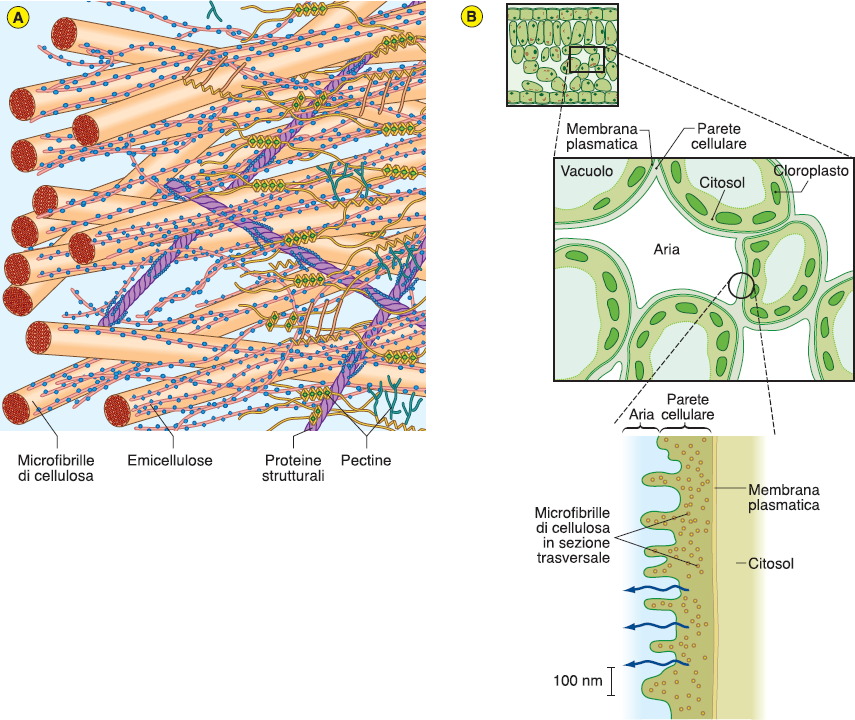 A
Microfibrille
di cellulosa
Emicellulose
Proteine
strutturali
Pectine
B
Membrana
plasmatica
Parete
cellulare
Vacuolo
Citosol
Cloroplasto
Aria
Aria
Parete
cellulare
Microfibrille
di cellulosa
in sezione
trasversale
Membrana
plasmatica
Citosol
100 nm